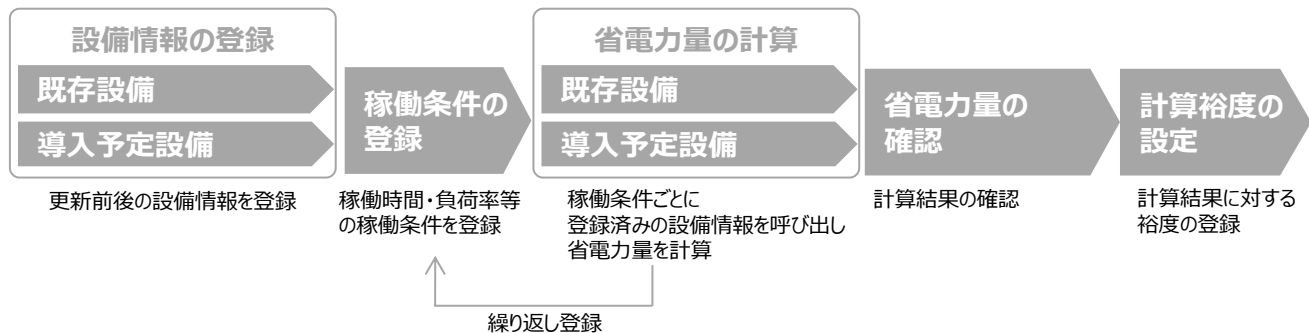 設備情報の登録
既存設備
導入予定設備
更新前後の設備情報を登録
稼働条件の
登録
稼働時間・負荷率等
の稼働条件を登録
省電力量の計算
既存設備
導入予定設備
稼働条件ごとに
登録済みの設備情報を呼び出し
省電力量を計算
繰り返し登録
省電力量の
確認
計算結果の確認
計算裕度の
設定
計算結果に対する
裕度の登録